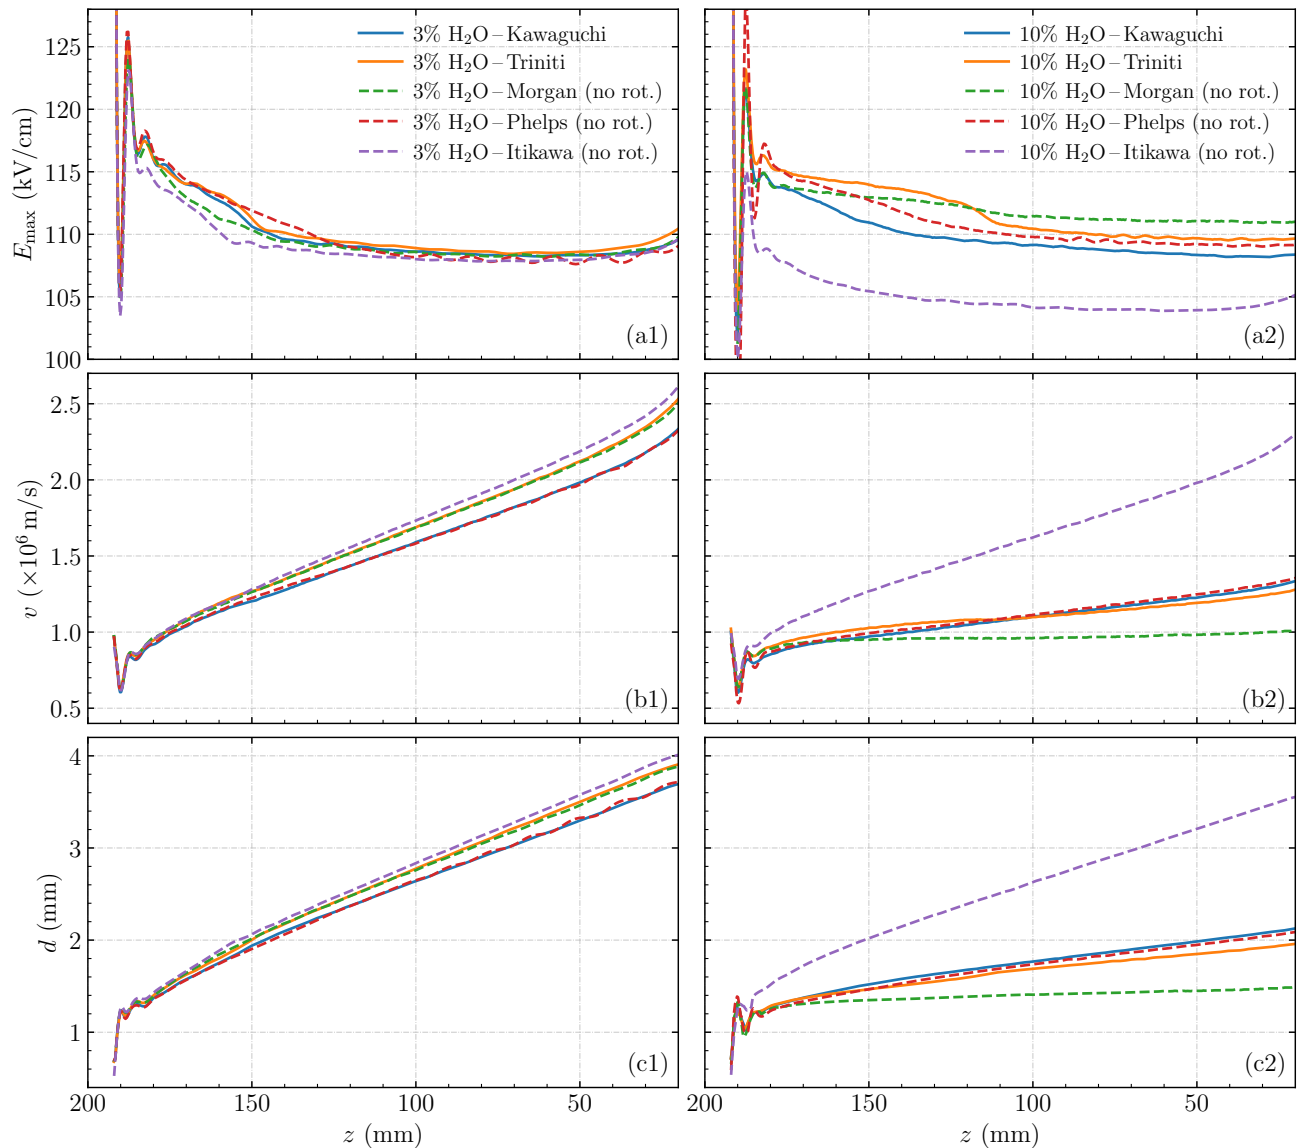 125
120
115
110
105
100
E_max (kV/cm)
3% H₂O – Kawaguchi
3% H₂O – Triniti
3% H₂O – Morgan (no rot.)
3% H₂O – Phelps (no rot.)
3% H₂O – Itikawa (no rot.)
(a1)
10% H₂O – Kawaguchi
10% H₂O – Triniti
10% H₂O – Morgan (no rot.)
10% H₂O – Phelps (no rot.)
10% H₂O – Itikawa (no rot.)
(a2)
2.5
2.0
1.5
1.0
0.5
v (×10⁶ m/s)
(b1)
(b2)
4
3
2
1
d (mm)
(c1)
(c2)
200 150 100 50
z (mm)
200 150 100 50
z (mm)